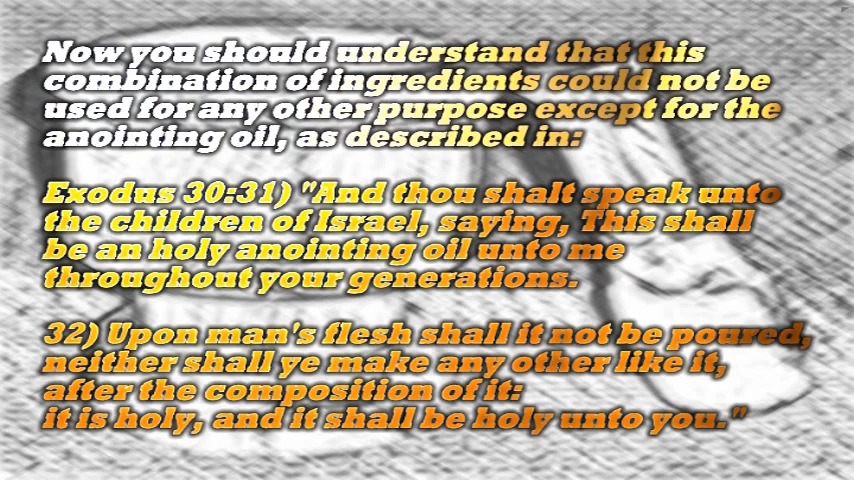 Now you should understand that this
combination of ingredients could not be
used for any other purpose except for the
anointing oil, as described in:
Exodus 30:31) "And thou shalt speak unto
the children of Israel, saying, This shall
be an holy anointing oil unto me
throughout your generations.
32) Upon man's flesh shall it not be poured,
neither shall ye make any other like it,
after the composition of it:
it is holy, and it shall be holy unto you."